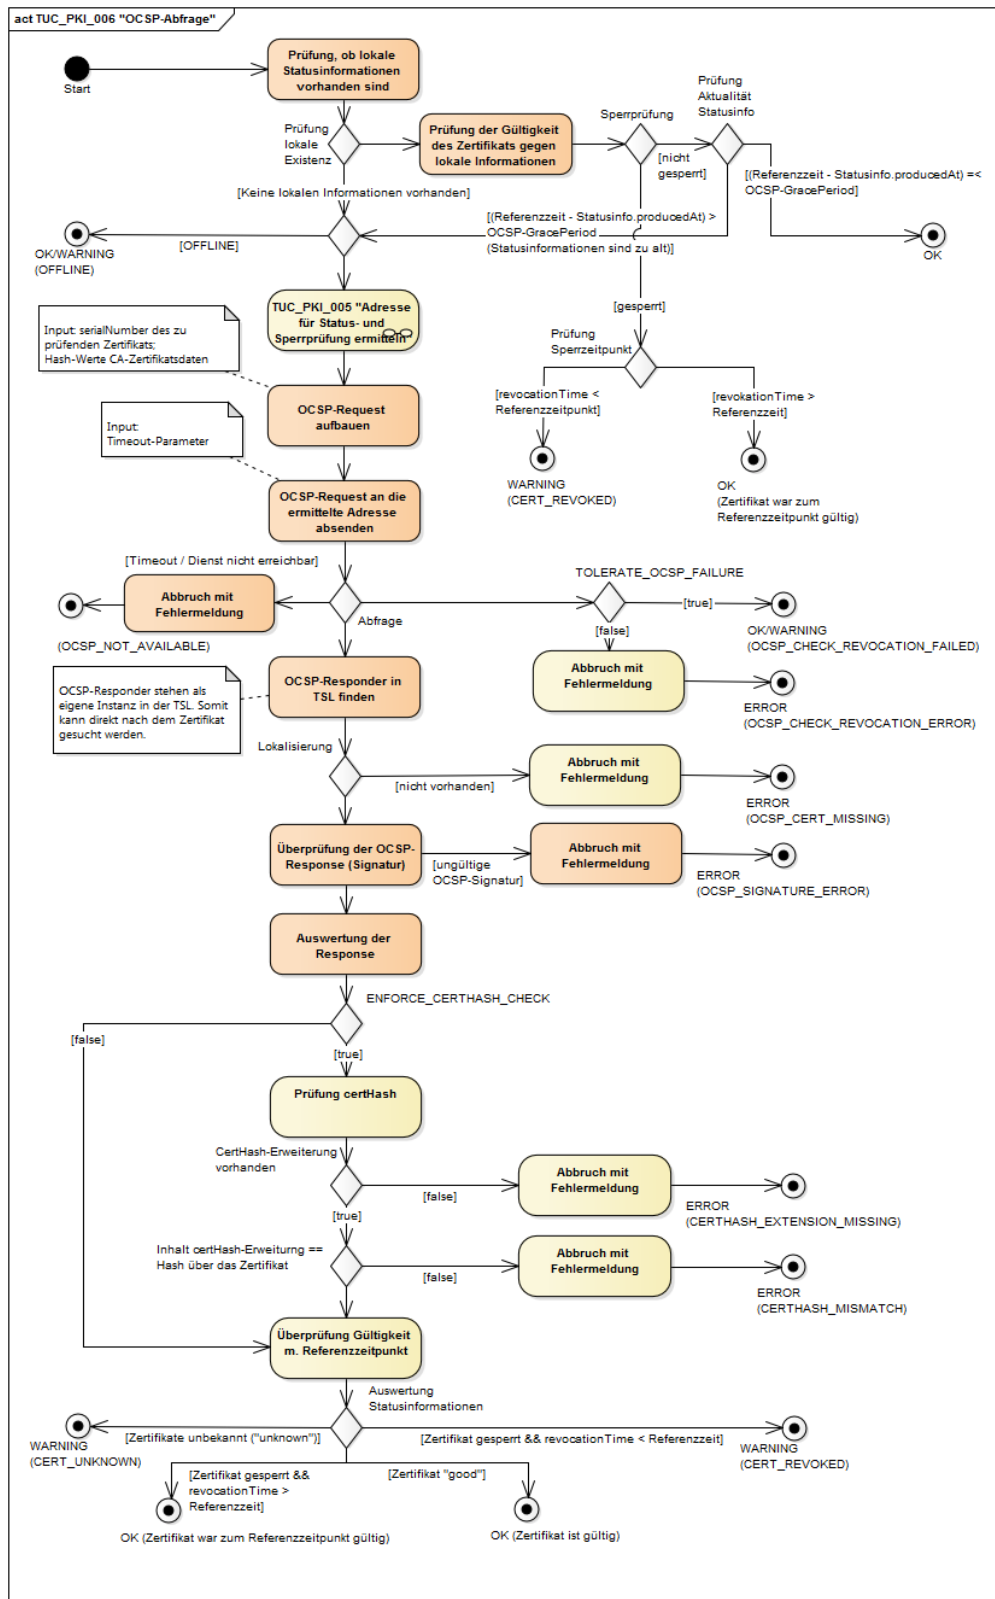 act TUC_PKI_006 "OCSP-Abfrage"
Start
Prüfung, ob lokale
Statusinformationen
vorhanden sind
Prüfung
lokale
Existenz
Prüfung der Gültigkeit
des Zertifikats gegen
lokale Informationen
Sperrprüfung
Prüfung
Aktualität
Statusinfo
[nicht
gesperrt]
[(Referenzzeit - Statusinfo.producedAt) =<
OCSP-GracePeriod]
OK
[Keine lokalen Informationen vorhanden]
[(Referenzzeit - Statusinfo.producedAt) >
OCSP-GracePeriod
(Statusinformationen sind zu alt)]
[OFFLINE]
OK/WARNING
(OFFLINE)
TUC_PKI_005 "Adresse
für Status- und
Sperrprüfung ermitteln"
[gesperrt]
Prüfung
Sperrzeitpunkt
[revocationTime <
Referenzzeitpunkt]
[revokationTime >
Referenzzeit]
WARNING
(CERT_REVOKED)
OK
(Zertifikat war zum
Referenzzeitpunkt gültig)
Input: serialNumber des zu
prüfenden Zertifikats;
Hash-Werte CA-Zertifikatsdaten
OCSP-Request
aufbauen
Input:
Timeout-Parameter
OCSP-Request an die
ermittelte Adresse
absenden
[Timeout / Dienst nicht erreichbar]
Abbruch mit
Fehlermeldung
(OCSP_NOT_AVAILABLE)
Abfrage
TOLERATE_OCSP_FAILURE
[true]
OK/WARNING
(OCSP_CHECK_REVOCATION_FAILED)
[false]
Abbruch mit
Fehlermeldung
ERROR
(OCSP_CHECK_REVOCATION_ERROR)
OCSP-Responder stehen als
eigene Instanz in der TSL. Somit
kann direkt nach dem Zertifikat
gesucht werden.
OCSP-Responder in
TSL finden
Lokalisierung
[nicht vorhanden]
Abbruch mit
Fehlermeldung
ERROR
(OCSP_CERT_MISSING)
Überprüfung der OCSP-
Response (Signatur)
[ungültige
OCSP-Signatur]
Abbruch mit
Fehlermeldung
ERROR
(OCSP_SIGNATURE_ERROR)
Auswertung der
Response
ENFORCE_CERTHASH_CHECK
[false]
[true]
Prüfung certHash
CertHash-Erweiterung
vorhanden
[false]
Abbruch mit
Fehlermeldung
ERROR
(CERTHASH_EXTENSION_MISSING)
[true]
Inhalt certHash-Erweiturng ==
Hash über das Zertifikat
[false]
Abbruch mit
Fehlermeldung
ERROR
(CERTHASH_MISMATCH)
Überprüfung Gültigkeit
m. Referenzzeitpunkt
Auswertung
Statusinformationen
[Zertifikate unbekannt ("unknown")]
WARNING
(CERT_UNKNOWN)
[Zertifikat gesperrt && revocationTime < Referenzzeit]
WARNING
(CERT_REVOKED)
[Zertifikat gesperrt &&
revocationTime >
Referenzzeit]
[Zertifikat "good"]
OK (Zertifikat war zum Referenzzeitpunkt gültig)
OK (Zertifikat ist gültig)